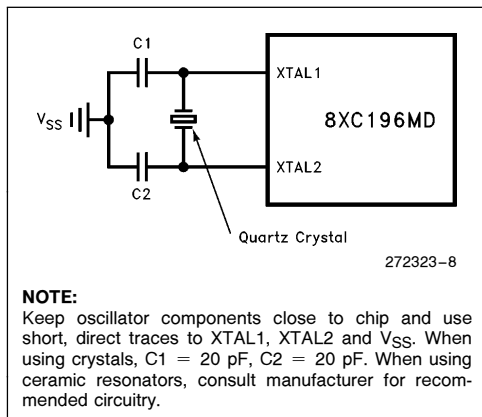 C1
XTAL1
8XC196MD
VSS
XTAL2
C2
Quartz Crystal
272323-8
NOTE:
Keep oscillator components close to chip and use
short, direct traces to XTAL1, XTAL2 and VSS. When
using crystals, C1 = 20 pF, C2 = 20 pF. When using
ceramic resonators, consult manufacturer for recom-
mended circuitry.